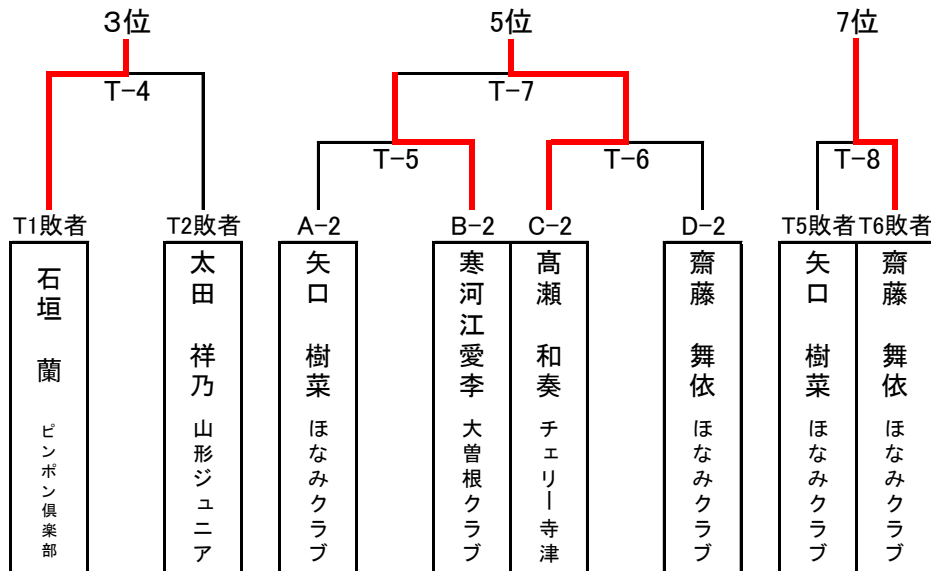 3位
5位
7位
T-4
T-7
T-5
T-6
T-8
T1敗者
T2敗者
A-2
B-2
C-2
D-2
T5敗者
T6敗者
石垣 蘭
ピンポン倶楽部
太田 祥乃
山形ジュニア
矢口 樹菜
ほなみクラブ
寒河江愛李
大曽根クラブ
髙瀬 和奏
チェリー寺津
齋藤 舞依
ほなみクラブ
矢口 樹菜
ほなみクラブ
齋藤 舞依
ほなみクラブ